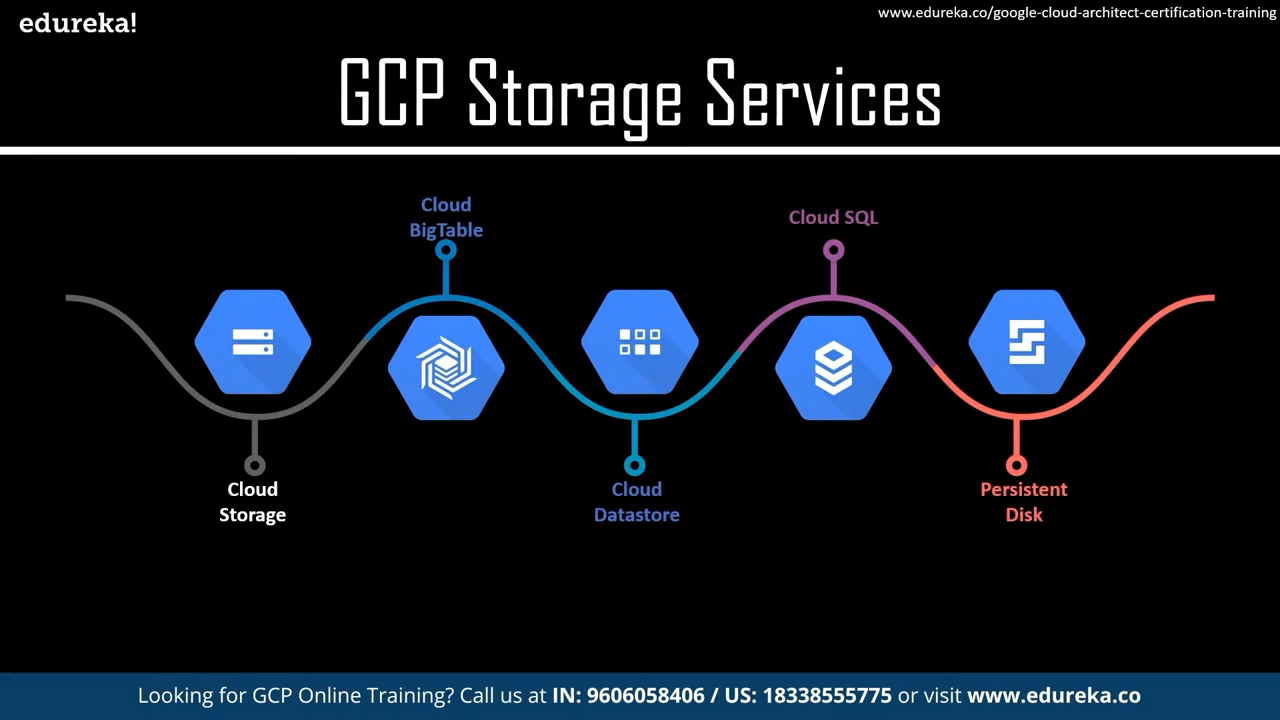 edureka!
www.edureka.co/google-cloud-architect-certification-training
GCP Storage Services
Cloud
BigTable
Cloud SQL
Cloud
Storage
Cloud
Datastore
Persistent
Disk
Looking for GCP Online Training? Call us at IN: 9606058406 / US: 18338555775 or visit www.edureka.co